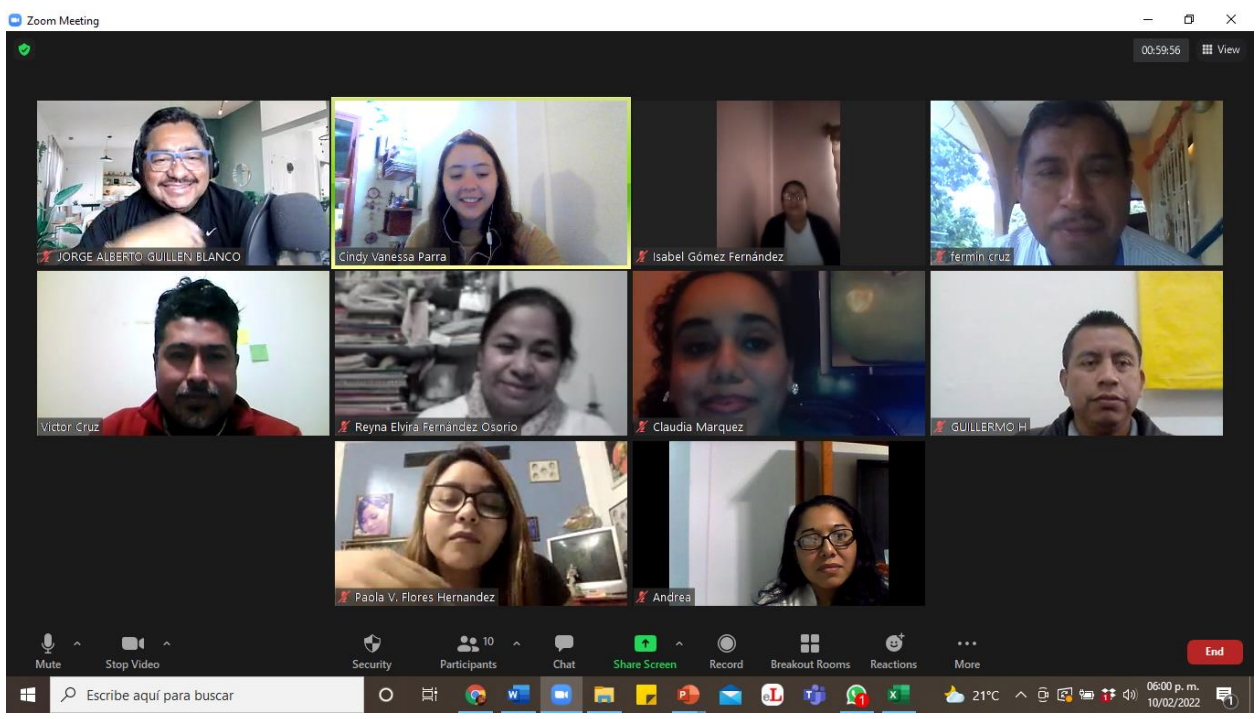 Zoom Meeting
00:59:56 View
JORGE ALBERTO GUILLEN BLANCO
Cindy Vanessa Parra
Isabel Gómez Fernández
fermin cruz
Victor Cruz
Reyna Elvira Fernández Osorio
Claudia Marquez
GUILLERMO H
Paola V. Flores Hernandez
Andrea
Mute
Stop Video
Security
10
Participants
Chat
Share Screen
Record
Breakout Rooms
Reactions
More
End
Escribe aquí para buscar
21°C
06:00 p. m.
10/02/2022